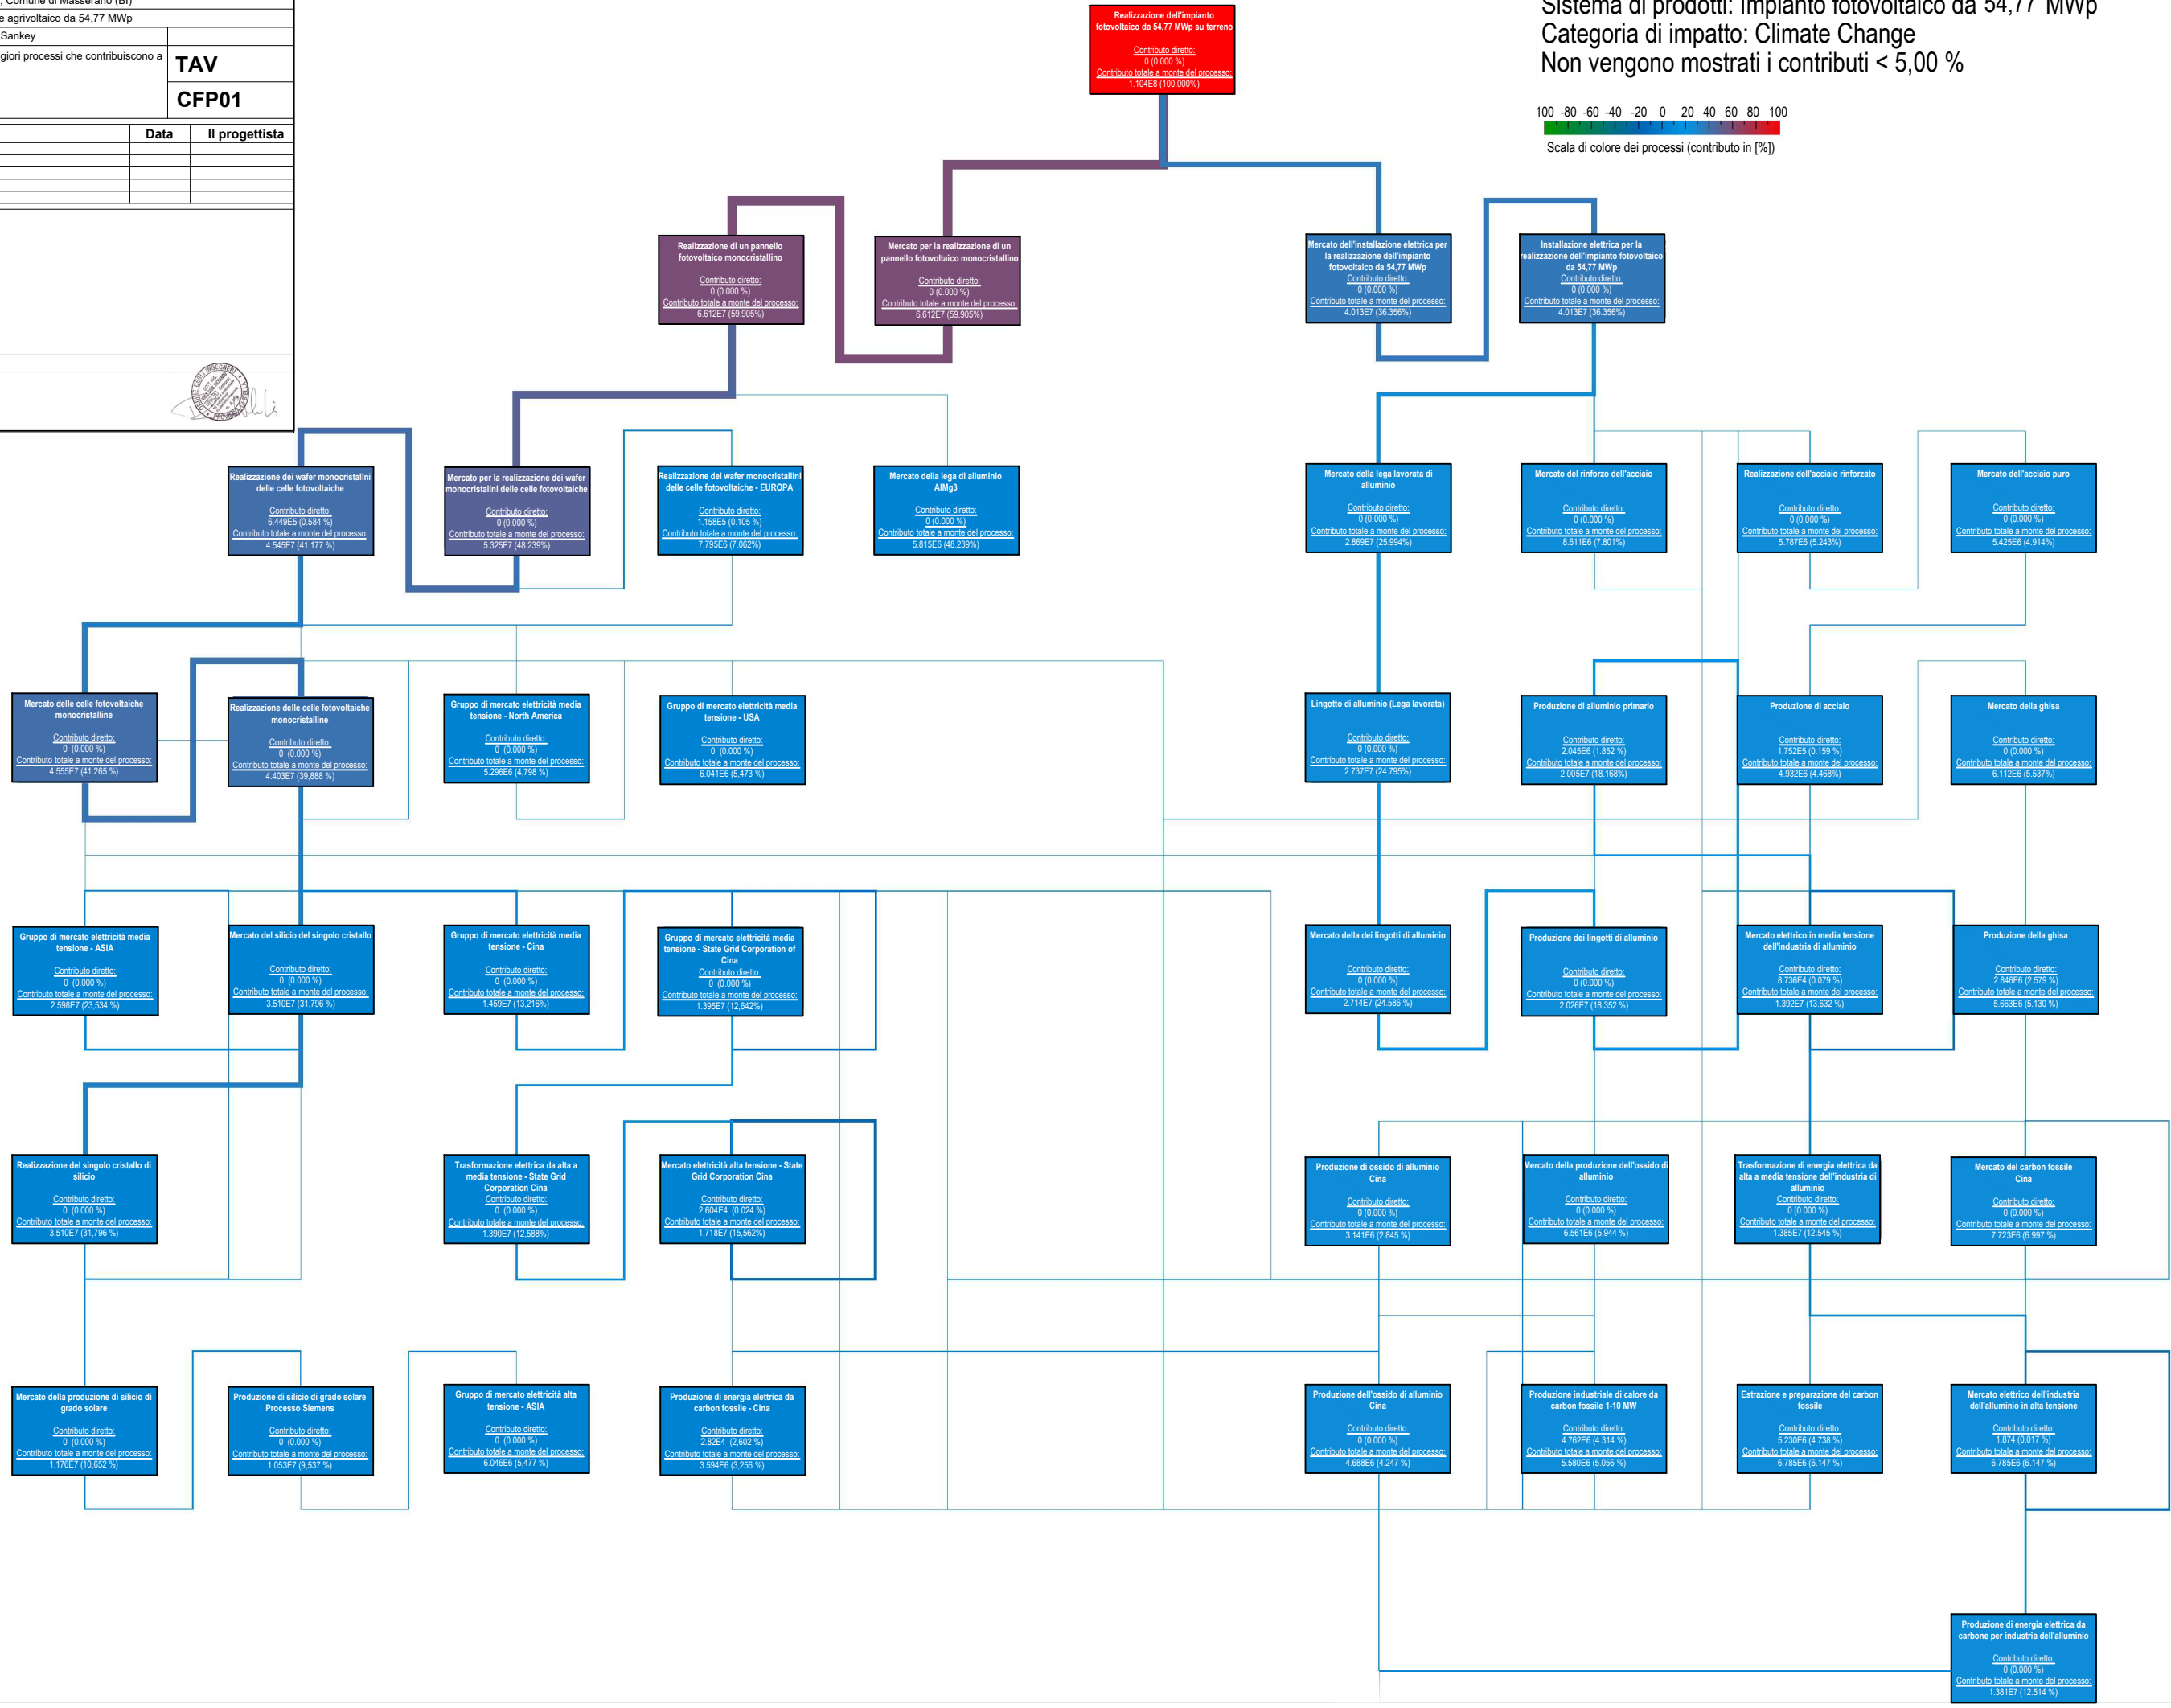 , Comune di Masserano (BI)
e agrivoltaico da 54,77 MWp
Sankey
giori processi che contribuiscono a
TAV
CFP01
Data Il progettista
Sistema di prodotti: Impianto fotovoltaico da 54,77 MWp
Categoria di impatto: Climate Change
Non vengono mostrati i contributi < 5,00 %
100 -80 -60 -40 -20 0 20 40 60 80 100
Scala di colore dei processi (contributo in [%])
Realizzazione dell'impianto
fotovoltaico da 54,77 MWp su terreno
Contributo diretto:
0 (0.000 %)
Contributo totale a monte del processo:
1.104E8 (100.000%)
Realizzazione di un pannello
fotovoltaico monocristallino
Contributo diretto:
0 (0.000 %)
Contributo totale a monte del processo:
6.612E7 (59.905%)
Mercato per la realizzazione di un
pannello fotovoltaico monocristallino
Contributo diretto:
0 (0.000 %)
Contributo totale a monte del processo:
6.612E7 (59.905%)
Mercato dell'installazione elettrica per
la realizzazione dell'impianto
fotovoltaico da 54,77 MWp
Contributo diretto:
0 (0.000 %)
Contributo totale a monte del processo:
4.013E7 (36.356%)
Installazione elettrica per la
realizzazione dell'impianto fotovoltaico
da 54,77 MWp
Contributo diretto:
0 (0.000 %)
Contributo totale a monte del processo:
4.013E7 (36.356%)
Realizzazione dei wafer monocristallni
delle celle fotovoltaiche
Contributo diretto:
6.449E5 (0.584 %)
Contributo totale a monte del processo:
4.545E7 (41.177 %)
Mercato per la realizzazione dei wafer
monocristallni delle celle fotovoltaiche
Contributo diretto:
0 (0.000 %)
Contributo totale a monte del processo:
5.325E7 (48.239%)
Realizzazione dei wafer monocristallini
delle celle fotovoltaiche - EUROPA
Contributo diretto:
1.158E5 (0.105 %)
Contributo totale a monte del processo:
7.795E6 (7.062%)
Mercato della lega di alluminio
AlMg3
Contributo diretto:
0 (0.000 %)
Contributo totale a monte del processo:
5.815E6 (48.239%)
Mercato della lega lavorata di
alluminio
Contributo diretto:
0 (0.000 %)
Contributo totale a monte del processo:
2.869E7 (25.994%)
Mercato del rinforzo dell'acciaio
Contributo diretto:
0 (0.000 %)
Contributo totale a monte del processo:
8.611E6 (7.801%)
Realizzazione dell'acciaio rinforzato
Contributo diretto:
0 (0.000 %)
Contributo totale a monte del processo:
5.787E6 (5.243%)
Mercato dell'acciaio puro
Contributo diretto:
0 (0.000 %)
Contributo totale a monte del processo:
5.425E6 (4.914%)
Mercato delle celle fotovoltaiche
monocristalline
Contributo diretto:
0 (0.000 %)
Contributo totale a monte del processo:
4.555E7 (41.265 %)
Realizzazione delle celle fotovoltaiche
monocristalline
Contributo diretto:
0 (0.000 %)
Contributo totale a monte del processo:
4.403E7 (39,888 %)
Gruppo di mercato elettricità media
tensione - North America
Contributo diretto:
0 (0.000 %)
Contributo totale a monte del processo:
5.296E6 (4,798 %)
Gruppo di mercato elettricità media
tensione - USA
Contributo diretto:
0 (0.000 %)
Contributo totale a monte del processo:
6.041E6 (5,473 %)
Lingotto di alluminio (Lega lavorata)
Contributo diretto:
0 (0.000 %)
Contributo totale a monte del processo:
2.737E7 (24.795%)
Produzione di alluminio primario
Contributo diretto:
2.045E6 (1.852 %)
Contributo totale a monte del processo:
2.005E7 (18.168%)
Produzione di acciaio
Contributo diretto:
1.752E5 (0.159 %)
Contributo totale a monte del processo:
4.932E6 (4.468%)
Mercato della ghisa
Contributo diretto:
0 (0.000 %)
Contributo totale a monte del processo:
6.112E6 (5.537%)
Gruppo di mercato elettricità media
tensione - ASIA
Contributo diretto:
0 (0.000 %)
Contributo totale a monte del processo:
2.598E7 (23,534 %)
Mercato del silicio del singolo cristallo
Contributo diretto:
0 (0.000 %)
Contributo totale a monte del processo:
3.510E7 (31,796 %)
Gruppo di mercato elettricità media
tensione - Cina
Contributo diretto:
0 (0.000 %)
Contributo totale a monte del processo:
1.459E7 (13,216%)
Gruppo di mercato elettricità media
tensione - State Grid Corporation of
Cina
Contributo diretto:
0 (0.000 %)
Contributo totale a monte del processo:
1.395E7 (12,642%)
Mercato della dei lingotti di alluminio
Contributo diretto:
0 (0.000 %)
Contributo totale a monte del processo:
2.714E7 (24.586 %)
Produzione dei lingotti di alluminio
Contributo diretto:
0 (0.000 %)
Contributo totale a monte del processo:
2.026E7 (18.352 %)
Mercato elettrico in media tensione
dell'industria di alluminio
Contributo diretto:
8.736E4 (0.079 %)
Contributo totale a monte del processo:
1.392E7 (13.632 %)
Produzione della ghisa
Contributo diretto:
2.846E6 (2.579 %)
Contributo totale a monte del processo:
5.663E6 (5.130 %)
Realizzazione del singolo cristallo di
silicio
Contributo diretto:
0 (0.000 %)
Contributo totale a monte del processo:
3.510E7 (31,796 %)
Trasformazione elettrica da alta a
media tensione - State Grid
Corporation Cina
Contributo diretto:
0 (0.000 %)
Contributo totale a monte del processo:
1.390E7 (12,588%)
Mercato elettricità alta tensione - State
Grid Corporation Cina
Contributo diretto:
2.604E4 (0.024 %)
Contributo totale a monte del processo:
1.718E7 (15,562%)
Produzione di ossido di alluminio
Cina
Contributo diretto:
0 (0.000 %)
Contributo totale a monte del processo:
3.141E6 (2.845 %)
Mercato della produzione dell'ossido di
alluminio
Contributo diretto:
0 (0.000 %)
Contributo totale a monte del processo:
6.561E6 (5.944 %)
Trasformazione di energia elettrica da
alta a media tensione dell'industria di
alluminio
Contributo diretto:
0 (0.000 %)
Contributo totale a monte del processo:
1.385E7 (12.545 %)
Mercato del carbon fossile
Cina
Contributo diretto:
0 (0.000 %)
Contributo totale a monte del processo:
7.723E6 (6.997 %)
Mercato della produzione di silicio di
grado solare
Contributo diretto:
0 (0.000 %)
Contributo totale a monte del processo:
1.176E7 (10,652 %)
Produzione di silicio di grado solare
Processo Siemens
Contributo diretto:
0 (0.000 %)
Contributo totale a monte del processo:
1.053E7 (9,537 %)
Gruppo di mercato elettricità alta
tensione - ASIA
Contributo diretto:
0 (0.000 %)
Contributo totale a monte del processo:
6.046E6 (5,477 %)
Produzione di energia elettrica da
carbon fossile - Cina
Contributo diretto:
2.82E4 (2,602 %)
Contributo totale a monte del processo:
3.594E6 (3,256 %)
Produzione dell'ossido di alluminio
Cina
Contributo diretto:
0 (0.000 %)
Contributo totale a monte del processo:
4.688E6 (4.247 %)
Produzione industriale di calore da
carbon fossile 1-10 MW
Contributo diretto:
4.762E6 (4.314 %)
Contributo totale a monte del processo:
5.580E6 (5.056 %)
Estrazione e preparazione del carbon
fossile
Contributo diretto:
5.230E6 (4.738 %)
Contributo totale a monte del processo:
6.785E6 (6.147 %)
Mercato elettrico dell'industria
dell'alluminio in alta tensione
Contributo diretto:
1.874 (0.017 %)
Contributo totale a monte del processo:
6.785E6 (6.147 %)
Produzione di energia elettrica da
carbone per industria dell'alluminio
Contributo diretto:
0 (0.000 %)
Contributo totale a monte del processo:
1.381E7 (12.514 %)